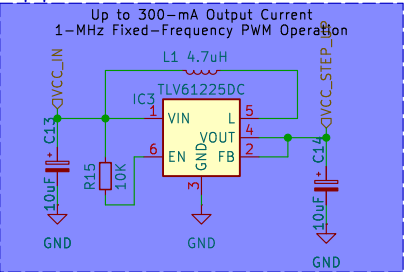 Up to 300-mA Output Current
1-MHz Fixed-Frequency PWM Operation
VCC_IN
VCC_STEP_UP
L1 4.7uH
IC3
TLV61225DC
1
VIN
L
5
VOUT
4
6
EN
GND
FB
2
3
C13
+
10uF
R15
10K
C14
+
10uF
GND
GND
GND